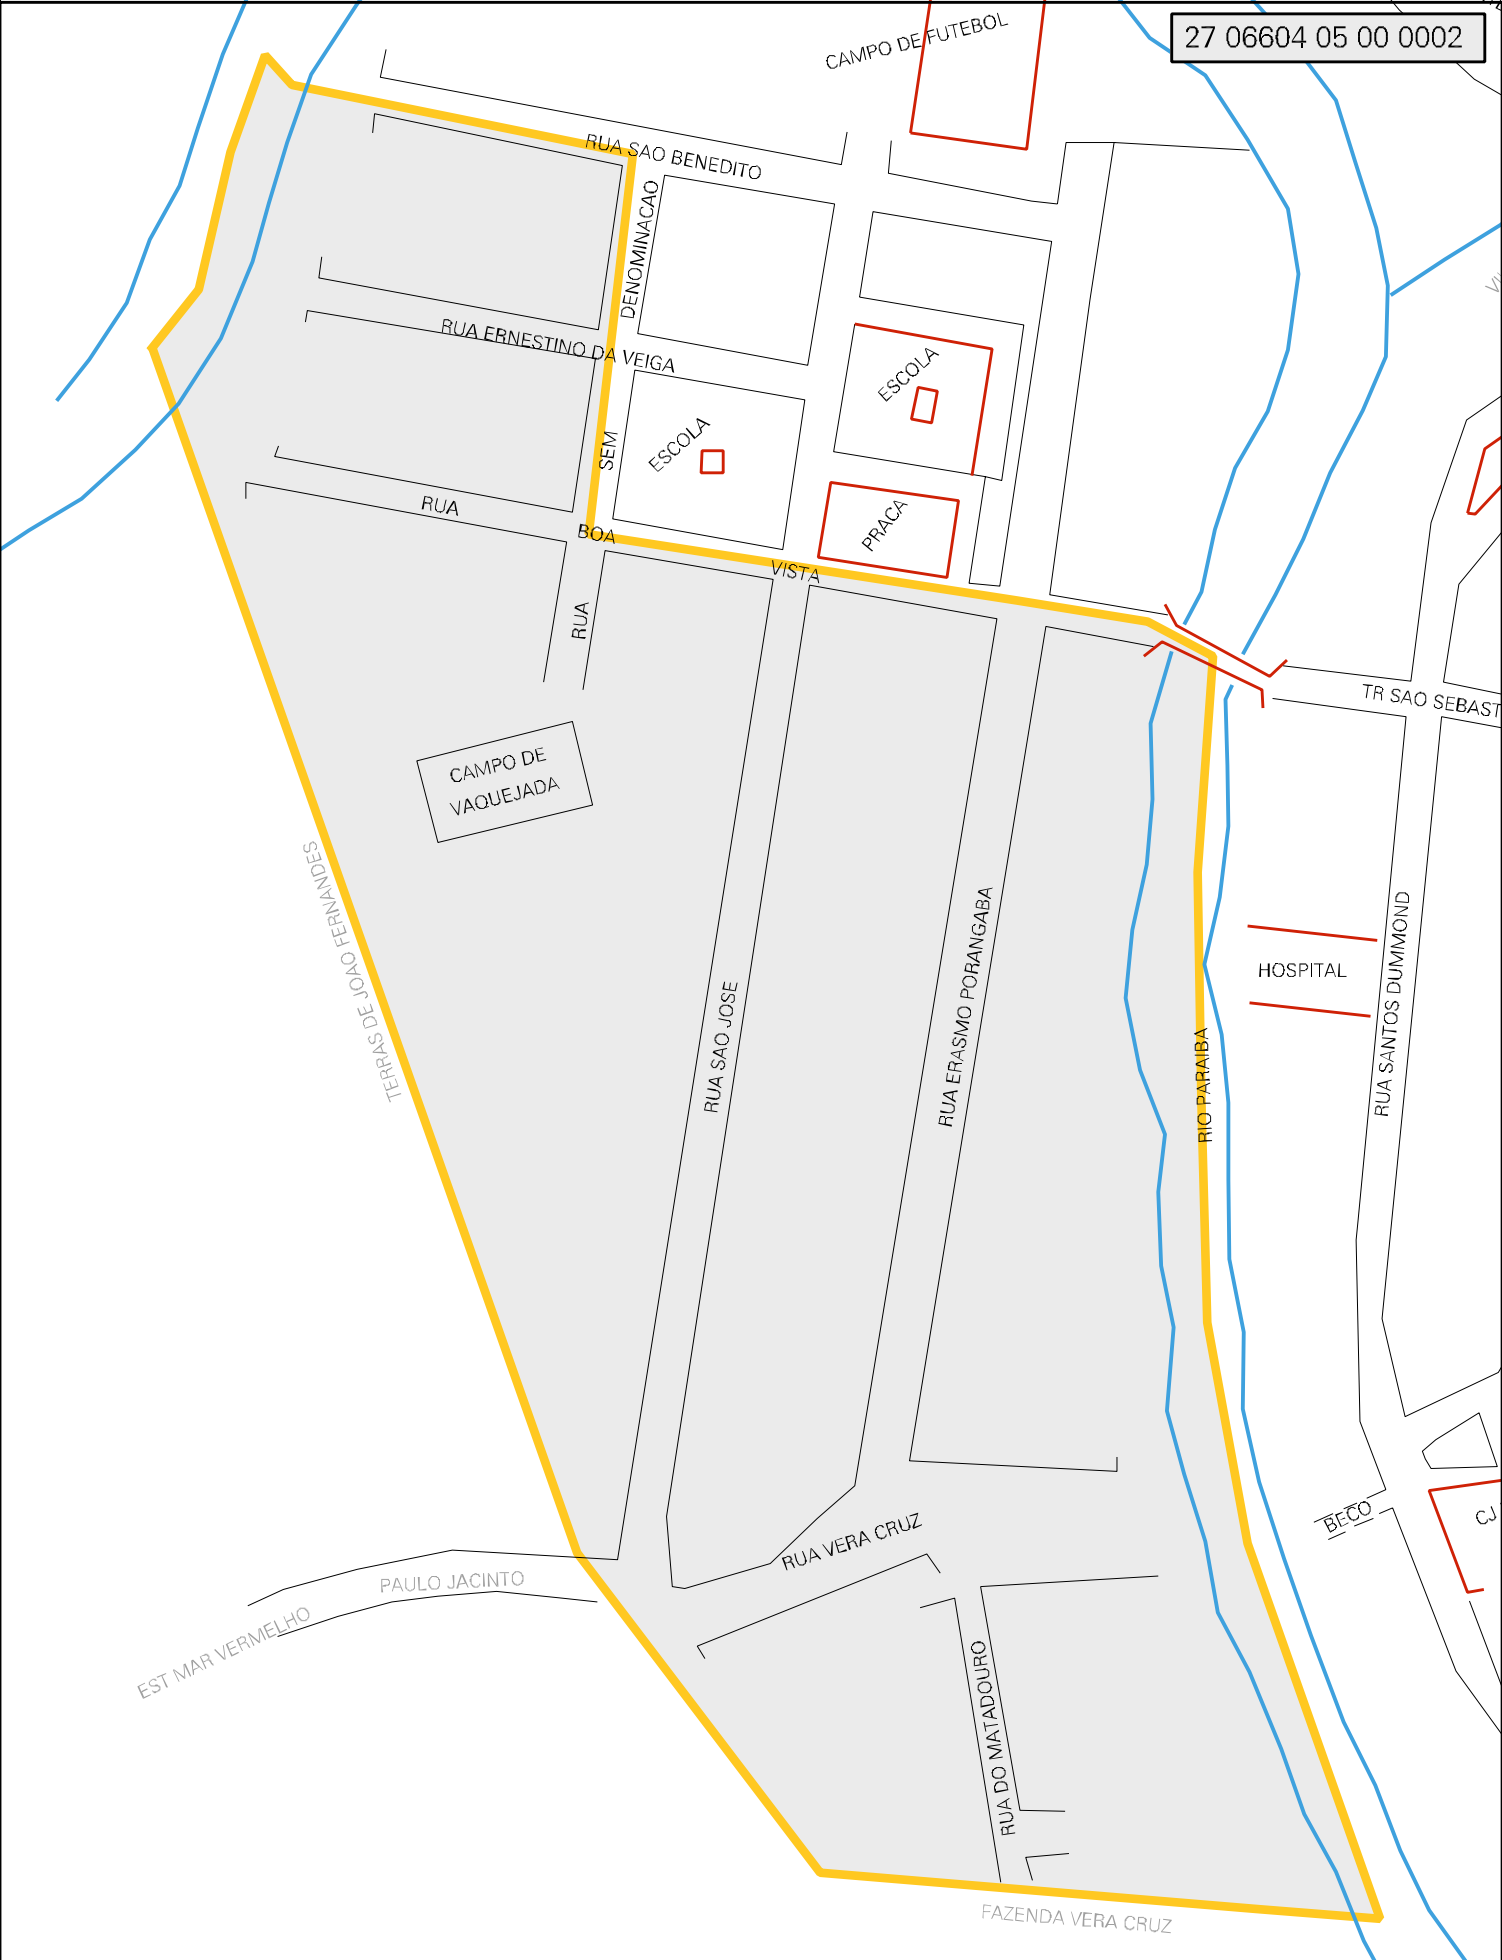 CAMPO DE FUTEBOL
27 06604 05 00 0002
RUA SAO BENEDITO
DENOMINACAO
RUA ERNESTINO DA VEIGA
ESCOLA
ESCOLA
SEM
RUA
BOA
PRACA
VISTA
RUA
TR SAO SEBAST
CAMPO DE
VAQUEJADA
TERRAS DE JOAO FERNANDES
RUA SAO JOSE
RUA ERASMO PORANGABA
RIO PARAIBA
HOSPITAL
RUA SANTOS DUMMOND
BECO
CJ
RUA VERA CRUZ
PAULO JACINTO
EST MAR VERMELHO
RUA DO MATADOURO
FAZENDA VERA CRUZ